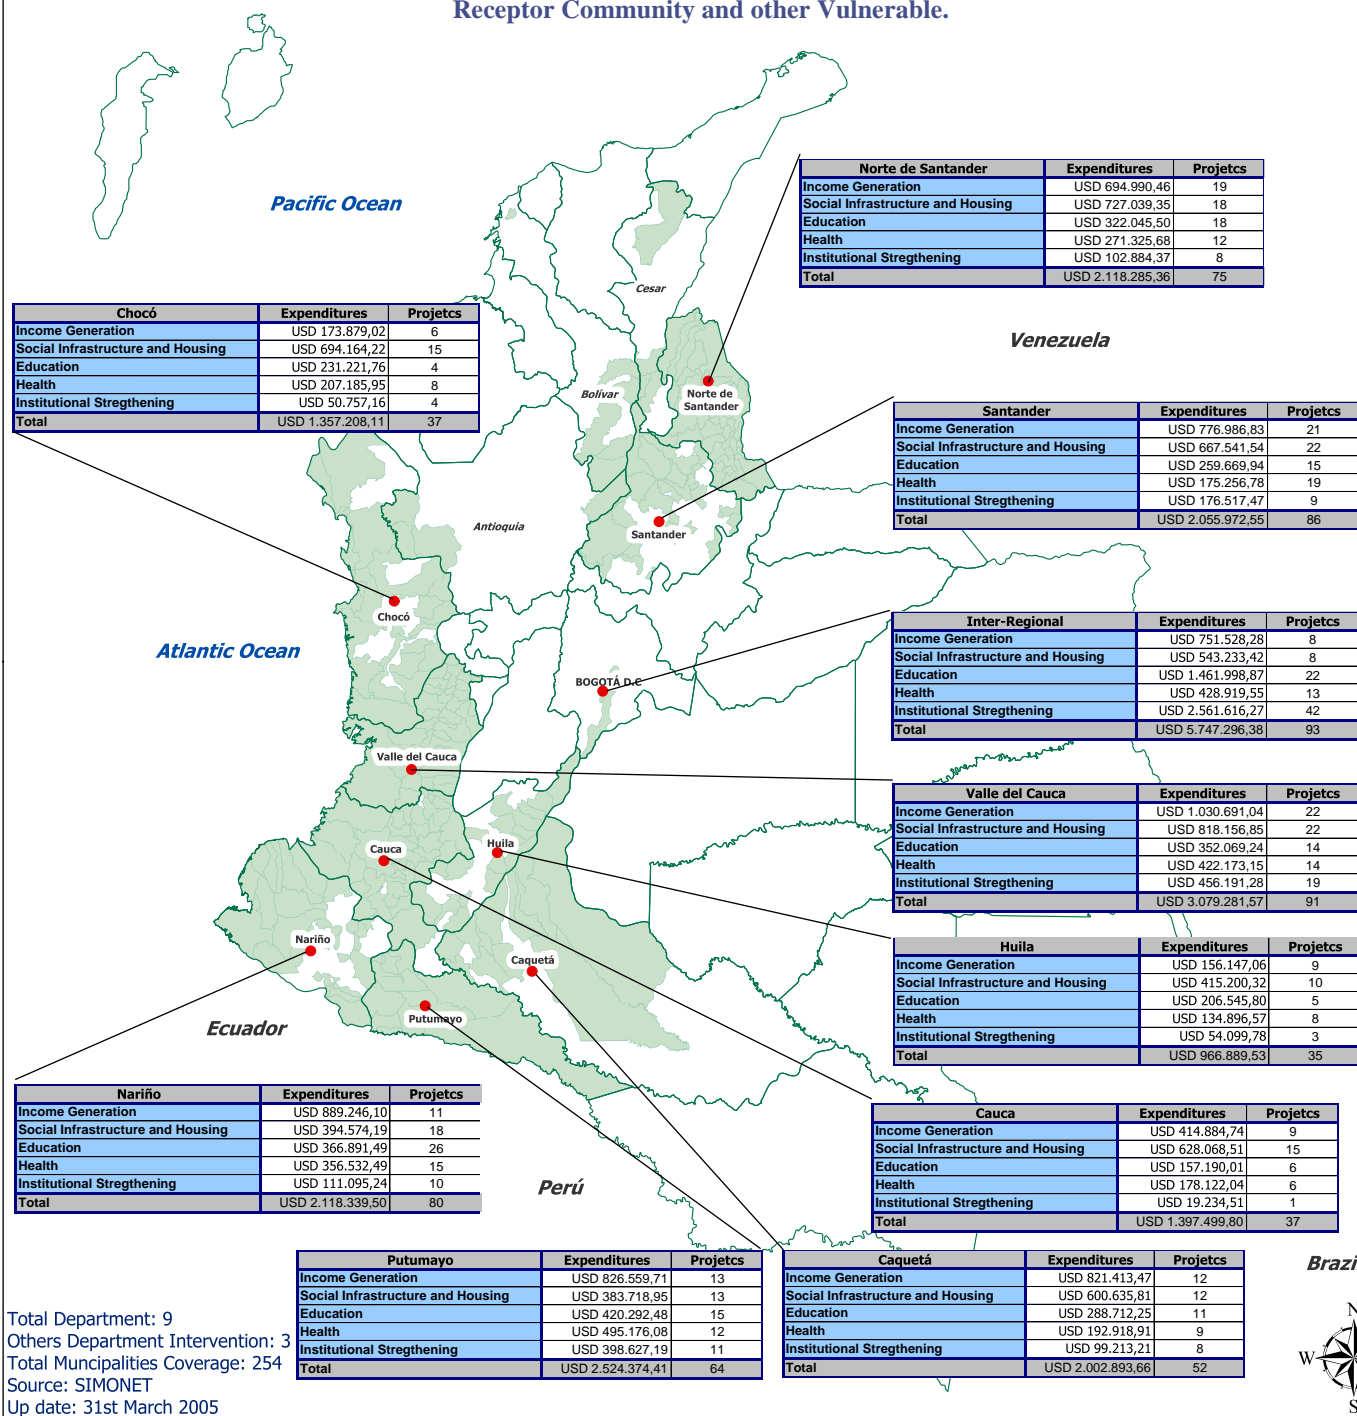 Receptor Community and other Vulnerable.
Pacific Ocean
Norte de Santander Expenditures Projetcs
Income Generation USD 694.990,46 19
Social Infrastructure and Housing USD 727.039,35 18
Education USD 322.045,50 18
Health USD 271.325,68 12
Institutional Stregthening USD 102.884,37 8
Total USD 2.118.285,36 75
Cesar
Chocó Expenditures Projetcs
Income Generation USD 173.879,02 6
Social Infrastructure and Housing USD 694.164,22 15
Education USD 231.221,76 4
Health USD 207.185,95 8
Institutional Stregthening USD 50.757,16 4
Total USD 1.357.208,11 37
Venezuela
Bolívar
Norte de
Santander
Santander Expenditures Projetcs
Income Generation USD 776.986,83 21
Social Infrastructure and Housing USD 667.541,54 22
Education USD 259.669,94 15
Health USD 175.256,78 19
Institutional Stregthening USD 176.517,47 9
Total USD 2.055.972,55 86
Antioquia
Santander
Chocó
Atlantic Ocean
Inter-Regional Expenditures Projetcs
Income Generation USD 751.528,28 8
Social Infrastructure and Housing USD 543.233,42 8
Education USD 1.461.998,87 22
Health USD 428.919,55 13
Institutional Stregthening USD 2.561.616,27 42
Total USD 5.747.296,38 93
BOGOTÁ D.C
Valle del Cauca
Valle del Cauca Expenditures Projetcs
Income Generation USD 1.030.691,04 22
Social Infrastructure and Housing USD 818.156,85 22
Education USD 352.069,24 14
Health USD 422.173,15 14
Institutional Stregthening USD 456.191,28 19
Total USD 3.079.281,57 91
Cauca
Huila
Huila Expenditures Projetcs
Income Generation USD 156.147,06 9
Social Infrastructure and Housing USD 415.200,32 10
Education USD 206.545,80 5
Health USD 134.896,57 8
Institutional Stregthening USD 54.099,78 3
Total USD 966.889,53 35
Nariño
Caquetá
Putumayo
Ecuador
Nariño Expenditures Projetcs
Income Generation USD 889.246,10 11
Social Infrastructure and Housing USD 394.574,19 18
Education USD 366.891,49 26
Health USD 356.532,49 15
Institutional Stregthening USD 111.095,24 10
Total USD 2.118.339,50 80
Cauca Expenditures Projetcs
Income Generation USD 414.884,74 9
Social Infrastructure and Housing USD 628.068,51 15
Education USD 157.190,01 6
Health USD 178.122,04 6
Institutional Stregthening USD 19.234,51 1
Total USD 1.397.499,80 37
Perú
Putumayo Expenditures Projetcs
Income Generation USD 826.559,71 13
Social Infrastructure and Housing USD 383.718,95 13
Education USD 420.292,48 15
Health USD 495.176,08 12
Institutional Stregthening USD 398.627,19 11
Total USD 2.524.374,41 64
Caquetá Expenditures Projetcs
Income Generation USD 821.413,47 12
Social Infrastructure and Housing USD 600.635,81 12
Education USD 288.712,25 11
Health USD 192.918,91 9
Institutional Stregthening USD 99.213,21 8
Total USD 2.002.893,66 52
Brazi
N
W
S
Total Department: 9
Others Department Intervention: 3
Total Muncipalities Coverage: 254
Source: SIMONET
Up date: 31st March 2005